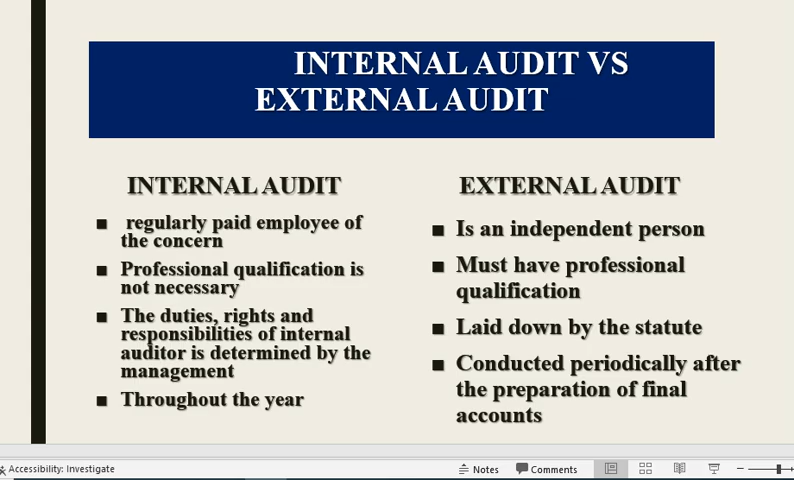 INTERNAL AUDIT VS
EXTERNAL AUDIT
INTERNAL AUDIT
■ regularly paid employee of
the concern
■ Professional qualification is
not necessary
■ The duties, rights and
responsibilities of internal
auditor is determined by the
management
■ Throughout the year
EXTERNAL AUDIT
■ Is an independent person
■ Must have professional
qualification
■ Laid down by the statute
■ Conducted periodically after
the preparation of final
accounts
Accessibility: Investigate
Notes
Comments